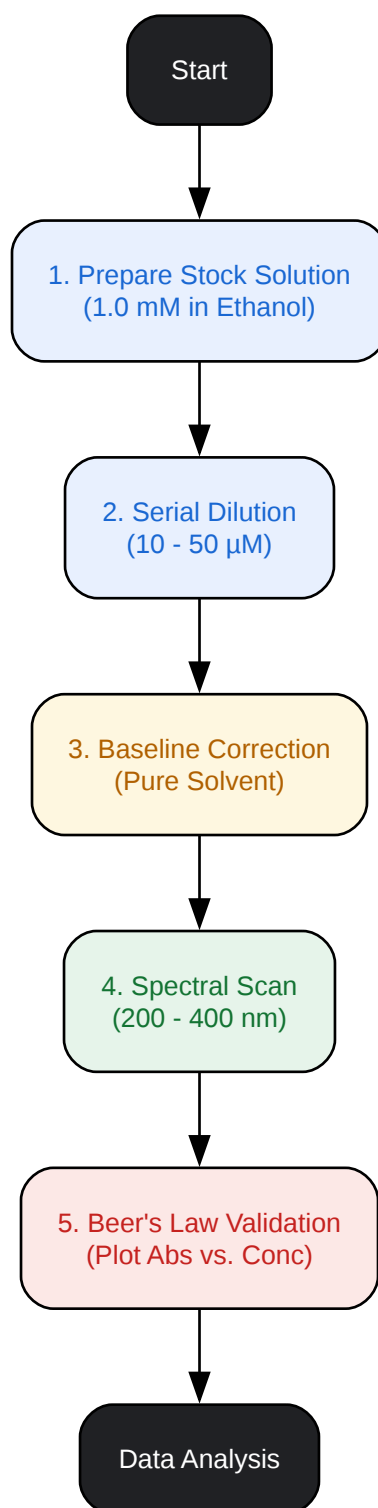 Start
1. Prepare Stock Solution
(1.0 mM in Ethanol)
2. Serial Dilution
(10 - 50 µM)
3. Baseline Correction
(Pure Solvent)
4. Spectral Scan
(200 - 400 nm)
5. Beer's Law Validation
(Plot Abs vs. Conc)
Data Analysis